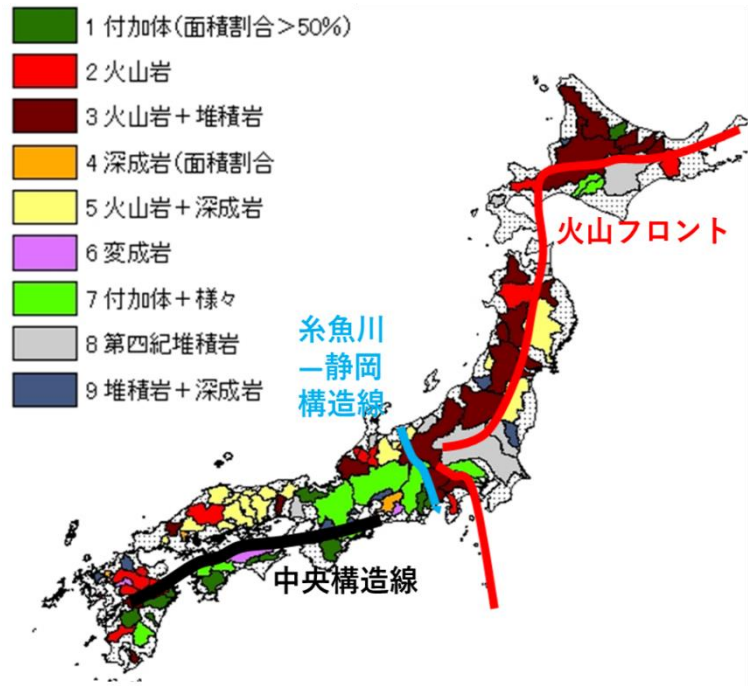 1 付加体(面積割合>50%)
2 火山岩
3 火山岩+堆積岩
4 深成岩(面積割合
5 火山岩+深成岩
6 変成岩
7 付加体+様々
8 第四紀堆積岩
9 堆積岩+深成岩
火山フロント
糸魚川
―静岡
構造線
中央構造線